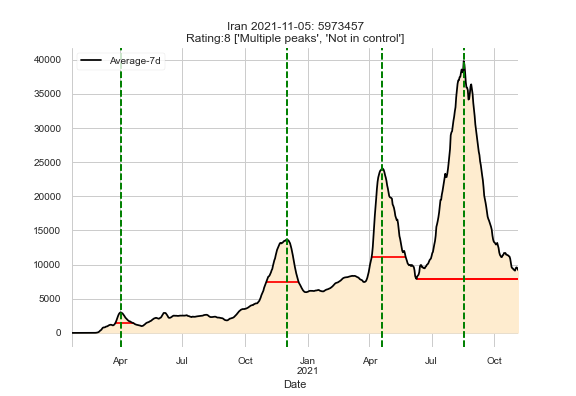 Iran 2021-11-05: 5973457
Rating:8 ['Multiple peaks', 'Not in control']
Average-7d
40000
35000
30000
25000
20000
15000
10000
5000
0
Apr Jul Oct Jan Apr Jul Oct
2021
Date